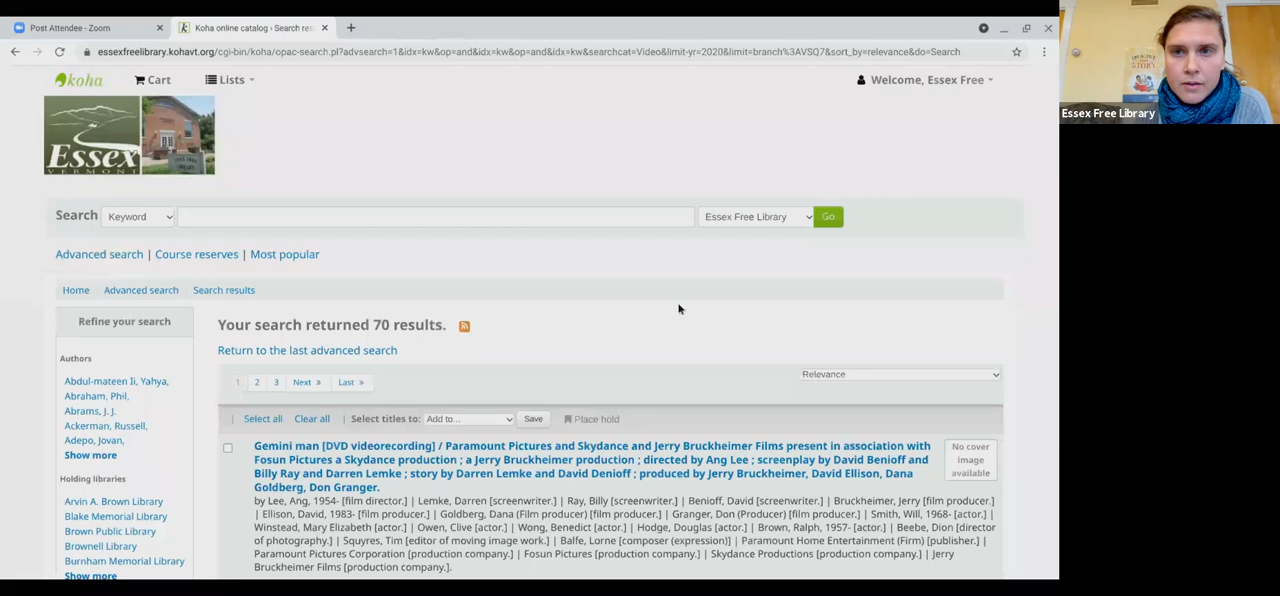 Post Attendee - Zoom
Koha online catalog › Search res
essexfreelibrary.kohavt.org/cgi-bin/koha/opac-search.pl?advsearch=1&idx=kw&op=and&idx=kw&op=and&idx=kw&searchcat=Video&limit-yr=2020&limit=branch%3AVSQ7&sort_by=relevance&do=Search
koha Cart Lists Welcome, Essex Free
Essex
VERMONT
Search Keyword Essex Free Library Go
Advanced search | Course reserves | Most popular
Home Advanced search Search results
Refine your search
Authors
Abdul-mateen Ii, Yahya,
Abraham, Phil,
Abrams, J. J.
Ackerman, Russell,
Adepo, Jovan,
Show more
Holding libraries
Arvin A. Brown Library
Blake Memorial Library
Brown Public Library
Brownell Library
Burnham Memorial Library
Show more
Your search returned 70 results.
Return to the last advanced search
1 2 3 Next » Last »
Relevance
| Select all Clear all | Select titles to: Add to... Save Place hold
Gemini man [DVD videorecording] / Paramount Pictures and Skydance and Jerry Bruckheimer Films present in association with
Fosun Pictures a Skydance production ; a Jerry Bruckheimer production ; directed by Ang Lee ; screenplay by David Benioff and
Billy Ray and Darren Lemke ; story by Darren Lemke and David Denioff ; produced by Jerry Bruckheimer, David Ellison, Dana
Goldberg, Don Granger.
by Lee, Ang, 1954- [film director.] | Lemke, Darren [screenwriter.] | Ray, Billy [screenwriter.] | Benioff, David [screenwriter.] | Bruckheimer, Jerry [film producer.]
| Ellison, David, 1983- [film producer.] | Goldberg, Dana (Film producer) [film producer.] | Granger, Don (Producer) [film producer.] | Smith, Will, 1968- [actor.] |
Winstead, Mary Elizabeth [actor.] | Owen, Clive [actor.] | Wong, Benedict [actor.] | Hodge, Douglas [actor.] | Brown, Ralph, 1957- [actor.] | Beebe, Dion [director
of photography.] | Squyres, Tim [editor of moving image work.] | Balfe, Lorne [composer (expression)] | Paramount Home Entertainment (Firm) [publisher.] |
Paramount Pictures Corporation [production company.] | Fosun Pictures [production company.] | Skydance Productions [production company.] | Jerry
Bruckheimer Films [production company].
No cover
image
available
STORY
Essex Free Library